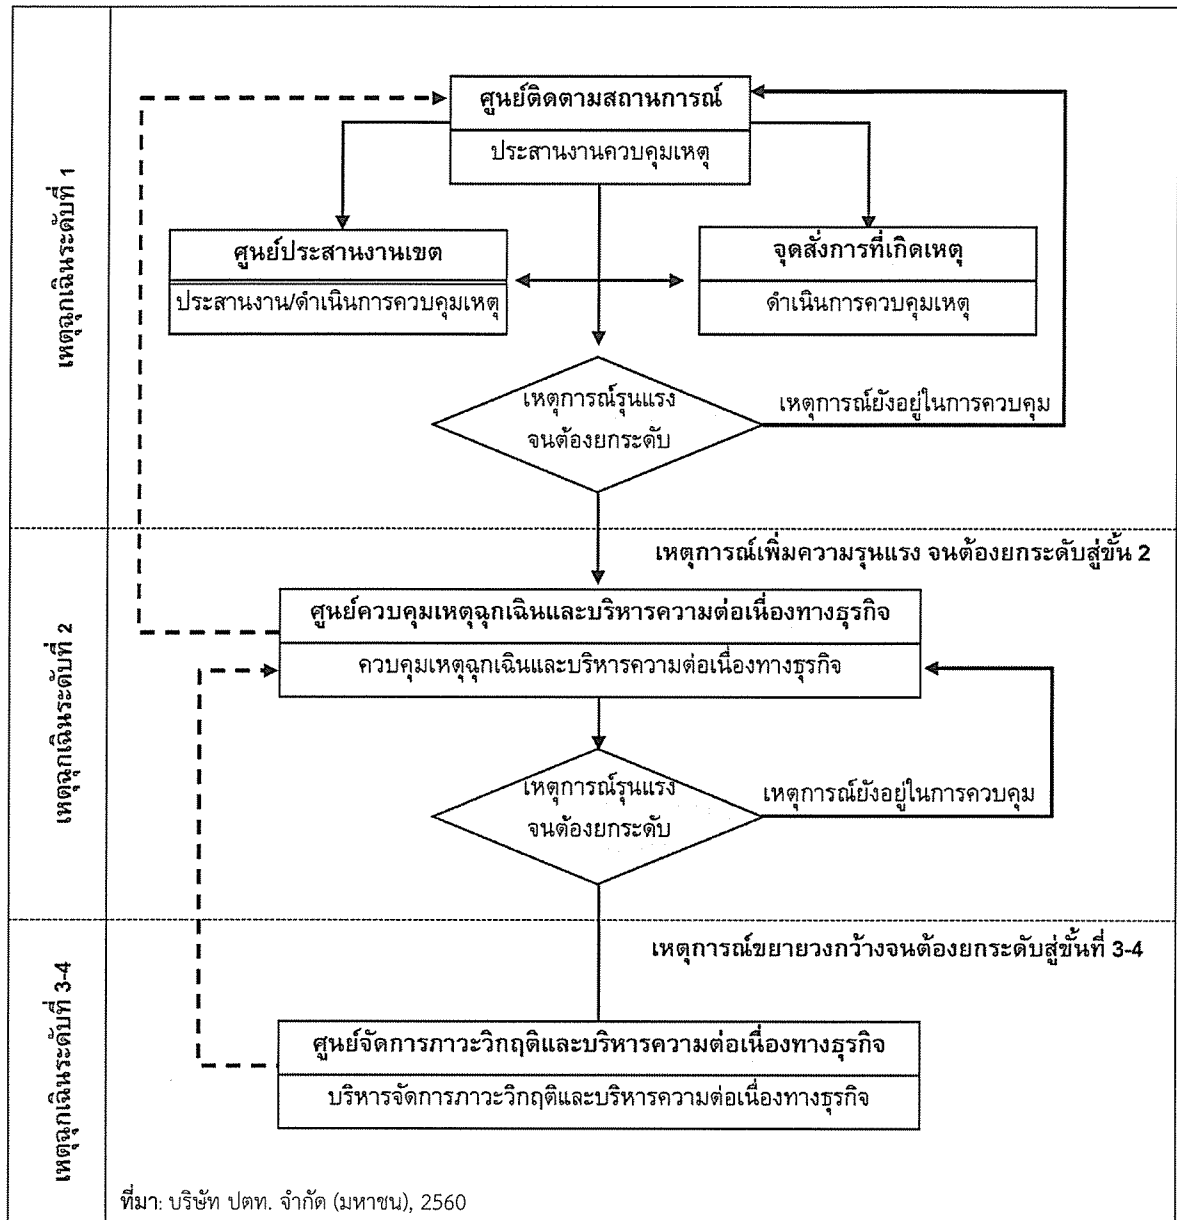 เหตุฉุกเฉินระดับที่ 1
ศูนย์ติดตามสถานการณ์
ประสานงานควบคุมเหตุ
ศูนย์ประสานงานเขต
ประสานงาน/ดำเนินการควบคุมเหตุ
จุดสั่งการที่เกิดเหตุ
ดำเนินการควบคุมเหตุ
เหตุการณ์รุนแรง
จนต้องยกระดับ
เหตุการณ์ยังอยู่ในการควบคุม
เหตุฉุกเฉินระดับที่ 2
เหตุการณ์เพิ่มความรุนแรง จนต้องยกระดับสู่ขั้น 2
ศูนย์ควบคุมเหตุฉุกเฉินและบริหารความต่อเนื่องทางธุรกิจ
ควบคุมเหตุฉุกเฉินและบริหารความต่อเนื่องทางธุรกิจ
เหตุการณ์รุนแรง
จนต้องยกระดับ
เหตุการณ์ยังอยู่ในการควบคุม
เหตุฉุกเฉินระดับที่ 3-4
เหตุการณ์ขยายวงกว้างจนต้องยกระดับสู่ขั้นที่ 3-4
ศูนย์จัดการภาวะวิกฤติและบริหารความต่อเนื่องทางธุรกิจ
บริหารจัดการภาวะวิกฤติและบริหารความต่อเนื่องทางธุรกิจ
ที่มา: บริษัท ปตท. จำกัด (มหาชน), 2560